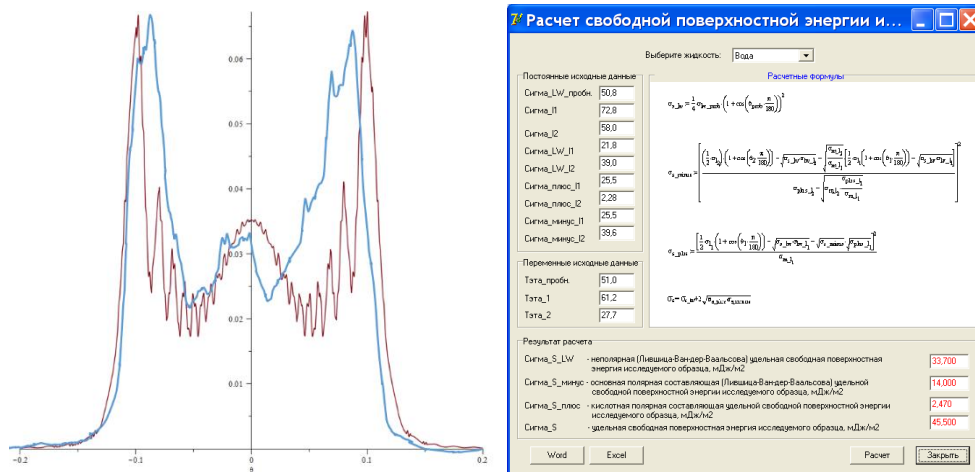 0.06
0.05
0.04
0.03
0.02
0.01
−0.2
−0.1
0
0.1
0.2
θ
Расчет свободной поверхностной энергии и...
Выберите жидкость: Вода
Постоянные исходные данные
Сигма_LW_пробн. 50,8
Сигма_l1 72,8
Сигма_l2 58,0
Сигма_LW_l1 21,8
Сигма_LW_l2 39,0
Сигма_плюс_l1 25,5
Сигма_плюс_l2 2,28
Сигма_минус_l1 25,5
Сигма_минус_l2 39,6
Переменные исходные данные
Тэта_пробн. 51,0
Тэта_1 61,2
Тэта_2 27,7
Расчетные формулы
Результат расчета
Сигма_S_LW - неполярная (Лившица-Ван-дер-Ваальсова) удельная свободная поверхностная
энергия исследуемого образца, мДж/м2 33,700
Сигма_S_минус - основная полярная составляющая (Лившица-Ван-дер-Ваальсова) удельной
свободной поверхностной энергии исследуемого образца, мДж/м2 14,000
Сигма_S_плюс - кислотная полярная составляющая удельной свободной поверхностной энергии
исследуемого образца, мДж/м2 2,470
Сигма_S - удельная свободная поверхностная энергия исследуемого образца, мДж/м2 45,500
Word Excel Расчет Закрыть